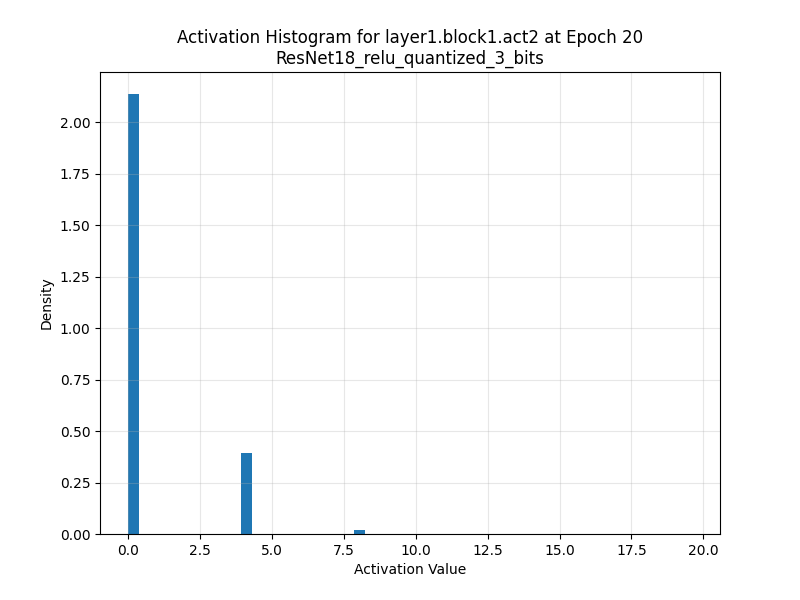 Activation Histogram for layer1.block1.act2 at Epoch 20
ResNet18_relu_quantized_3_bits
Density
2.00
1.75
1.50
1.25
1.00
0.75
0.50
0.25
0.00
0.0 2.5 5.0 7.5 10.0 12.5 15.0 17.5 20.0
Activation Value